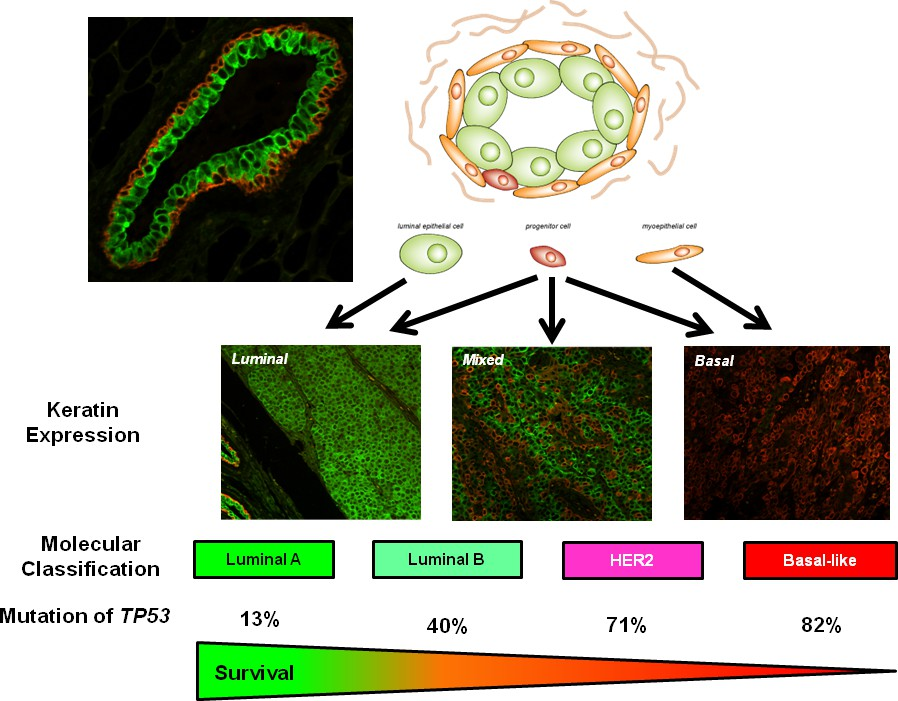 luminal epithelial cell
progenitor cell
myoepithelial cell
Luminal
Mixed
Basal
Keratin
Expression
Molecular
Classification
Luminal A
Luminal B
HER2
Basal-like
Mutation of TP53
13%
40%
71%
82%
Survival